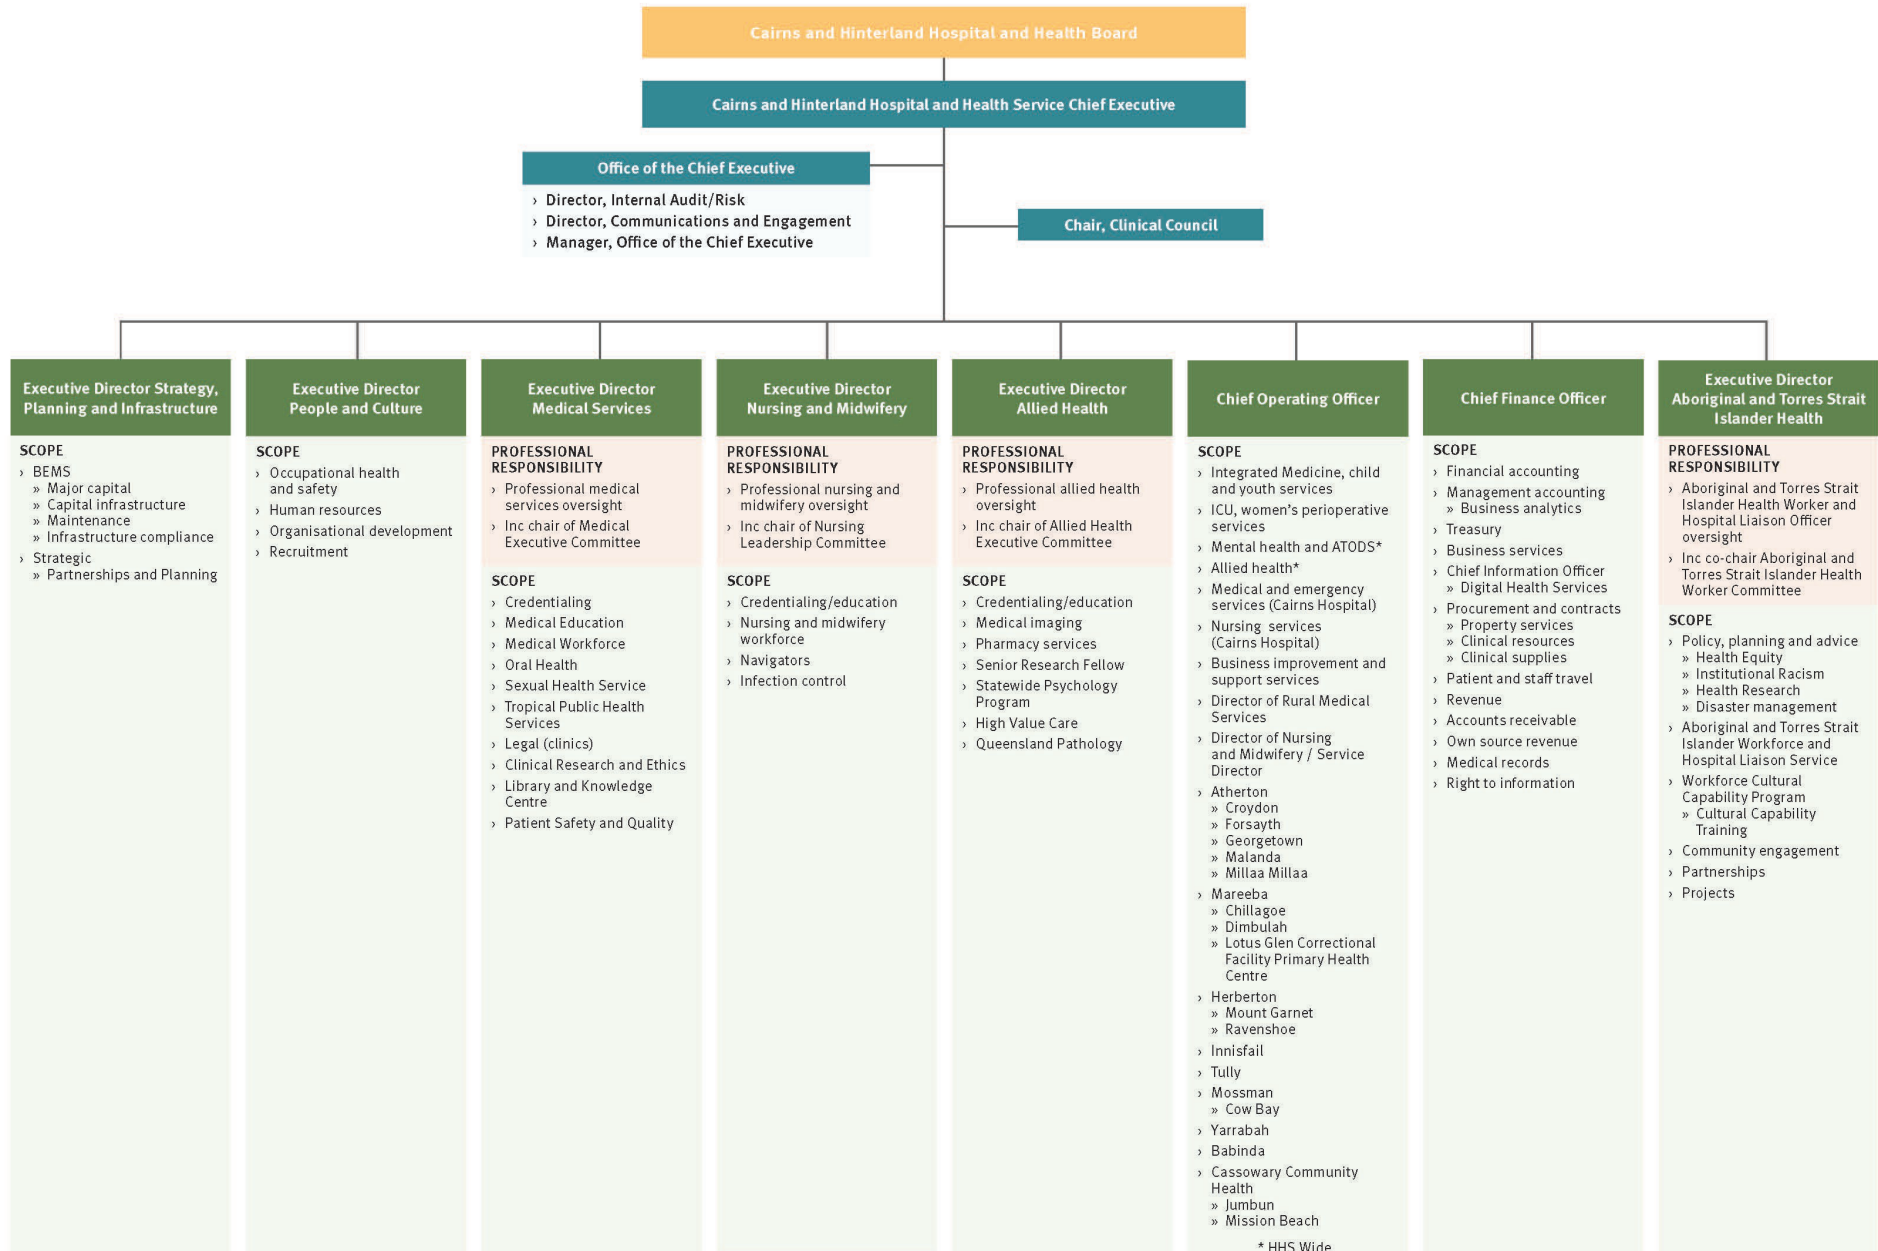 Cairns and Hinterland Hospital and Health Board
Cairns and Hinterland Hospital and Health Service Chief Executive
Office of the Chief Executive
› Director, Internal Audit/Risk
› Director, Communications and Engagement
› Manager, Office of the Chief Executive
Chair, Clinical Council
Executive Director Strategy,
Planning and Infrastructure
SCOPE
› BEMS
» Major capital
» Capital infrastructure
» Maintenance
» Infrastructure compliance
› Strategic
» Partnerships and Planning
Executive Director
People and Culture
SCOPE
› Occupational health
and safety
› Human resources
› Organisational development
› Recruitment
Executive Director
Medical Services
PROFESSIONAL
RESPONSIBILITY
› Professional medical
services oversight
› Inc chair of Medical
Executive Committee
SCOPE
› Credentialing
› Medical Education
› Medical Workforce
› Oral Health
› Sexual Health Service
› Tropical Public Health
Services
› Legal (clinics)
› Clinical Research and Ethics
› Library and Knowledge
Centre
› Patient Safety and Quality
Executive Director
Nursing and Midwifery
PROFESSIONAL
RESPONSIBILITY
› Professional nursing and
midwifery oversight
› Inc chair of Nursing
Leadership Committee
SCOPE
› Credentialing/education
› Nursing and midwifery
workforce
› Navigators
› Infection control
Executive Director
Allied Health
PROFESSIONAL
RESPONSIBILITY
› Professional allied health
oversight
› Inc chair of Allied Health
Executive Committee
SCOPE
› Credentialing/education
› Medical imaging
› Pharmacy services
› Senior Research Fellow
› Statewide Psychology
Program
› High Value Care
› Queensland Pathology
Chief Operating Officer
SCOPE
› Integrated Medicine, child
and youth services
› ICU, women's perioperative
services
› Mental health and ATODS*
› Allied health*
› Medical and emergency
services (Cairns Hospital)
› Nursing services
(Cairns Hospital)
› Business improvement and
support services
› Director of Rural Medical
Services
› Director of Nursing
and Midwifery / Service
Director
› Atherton
» Croydon
» Forsayth
» Georgetown
» Malanda
» Millaa Millaa
› Mareeba
» Chillagoe
» Dimbulah
» Lotus Glen Correctional
Facility Primary Health
Centre
› Herberton
» Mount Garnet
» Ravenshoe
› Innisfail
› Tully
› Mossman
» Cow Bay
› Yarrabah
› Babinda
› Cassowary Community
Health
» Jumbun
» Mission Beach
* HHS Wide
Chief Finance Officer
SCOPE
› Financial accounting
› Management accounting
» Business analytics
› Treasury
› Business services
› Chief Information Officer
» Digital Health Services
› Procurement and contracts
» Property services
» Clinical resources
» Clinical supplies
› Patient and staff travel
› Revenue
› Accounts receivable
› Own source revenue
› Medical records
› Right to information
Executive Director
Aboriginal and Torres Strait
Islander Health
PROFESSIONAL
RESPONSIBILITY
› Aboriginal and Torres Strait
Islander Health Worker and
Hospital Liaison Officer
oversight
› Inc co-chair Aboriginal and
Torres Strait Islander Health
Worker Committee
SCOPE
› Policy, planning and advice
» Health Equity
» Institutional Racism
» Health Research
» Disaster management
› Aboriginal and Torres Strait
Islander Workforce and
Hospital Liaison Service
› Workforce Cultural
Capability Program
» Cultural Capability
Training
› Community engagement
› Partnerships
› Projects